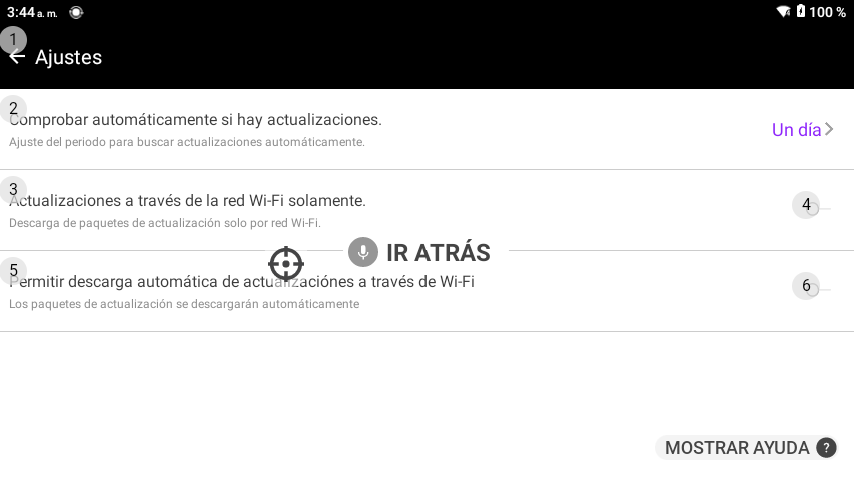 3:44 a. m.
100 %
1
Ajustes
2
Comprobar automáticamente si hay actualizaciones.
Ajuste del periodo para buscar actualizaciones automáticamente.
Un día
3
Actualizaciones a través de la red Wi-Fi solamente.
Descarga de paquetes de actualización solo por red Wi-Fi.
4
IR ATRÁS
5
Permitir descarga automática de actualizaciónes a través de Wi-Fi
Los paquetes de actualización se descargarán automáticamente
6
MOSTRAR AYUDA ?